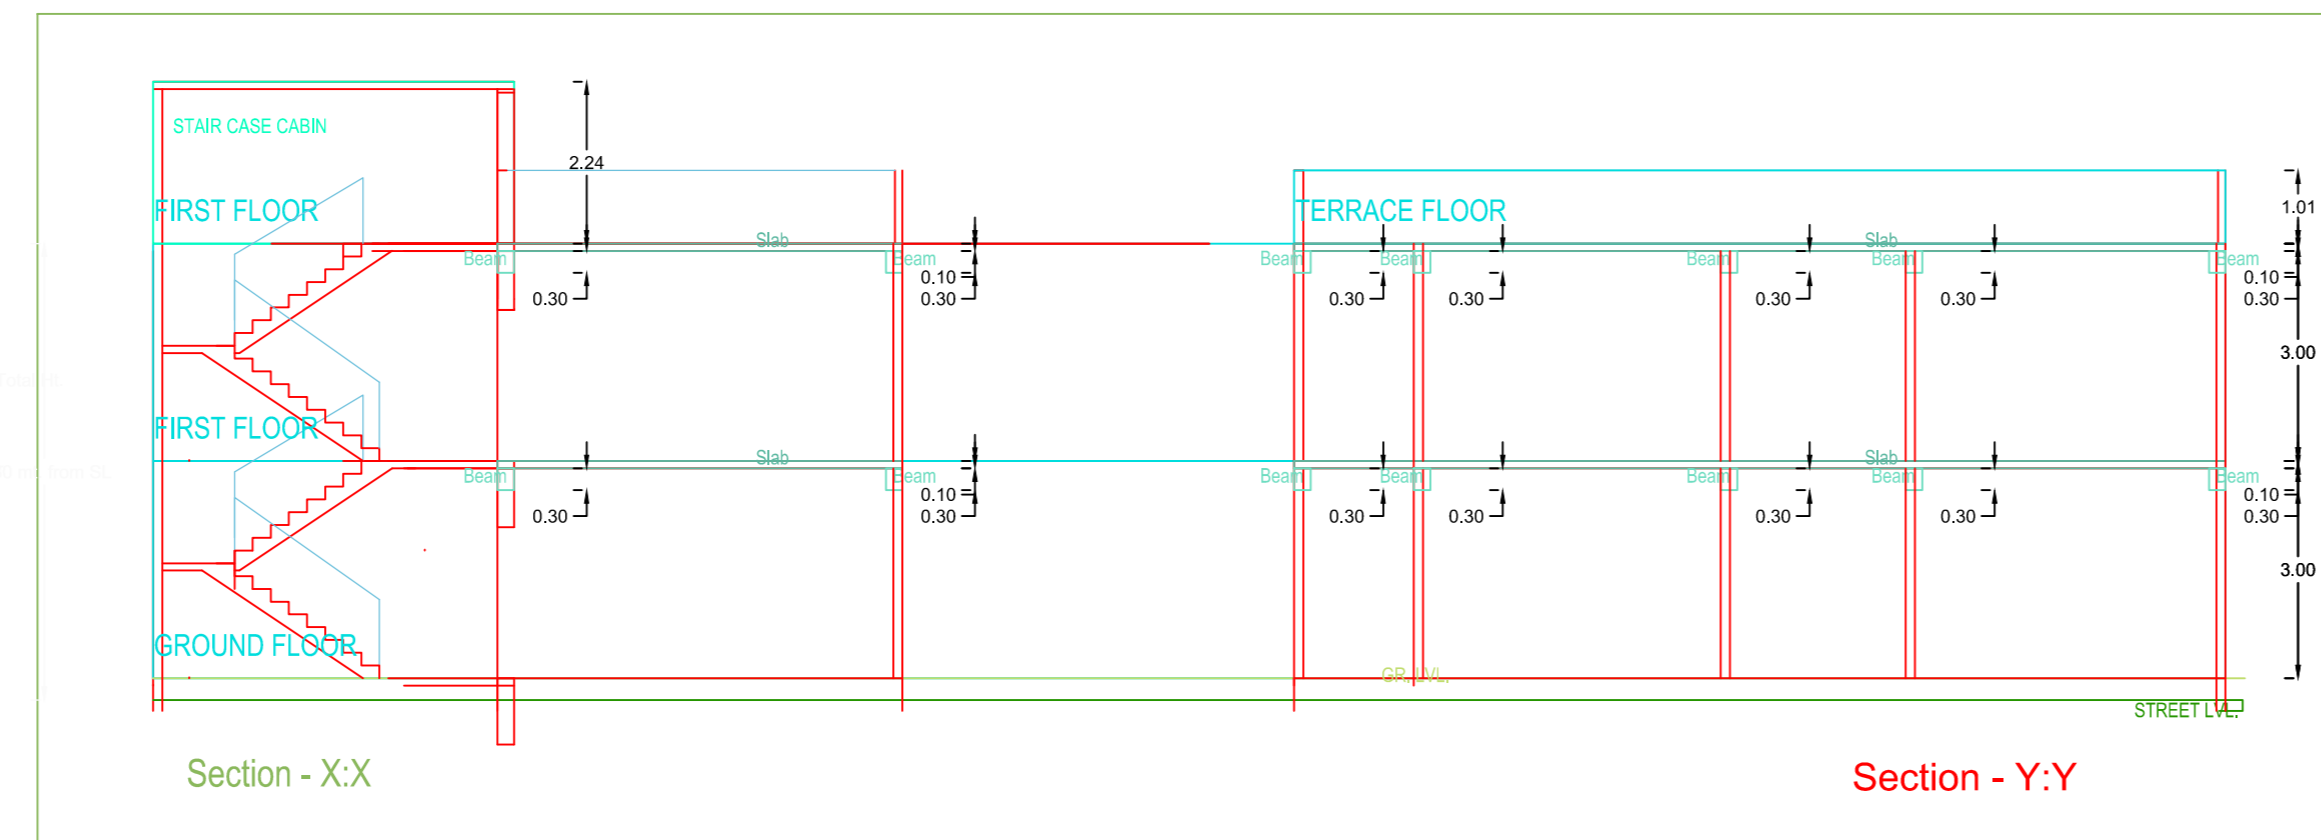 STAIR CASE CABIN
2.24
FIRST FLOOR
TERRACE FLOOR
1.01
Slab
Slab
Beam
Beam
Beam
Beam
Beam
Beam
Beam
0.10
0.10
0.30
0.30
0.30
0.30
0.30
0.30
0.30
3.00
FIRST FLOOR
Slab
Slab
Beam
Beam
Beam
Beam
Beam
Beam
Beam
0.10
0.10
0.30
0.30
0.30
0.30
0.30
0.30
0.30
3.00
GROUND FLOOR
GR. LVL.
STREET LVL.
Section - X:X
Section - Y:Y